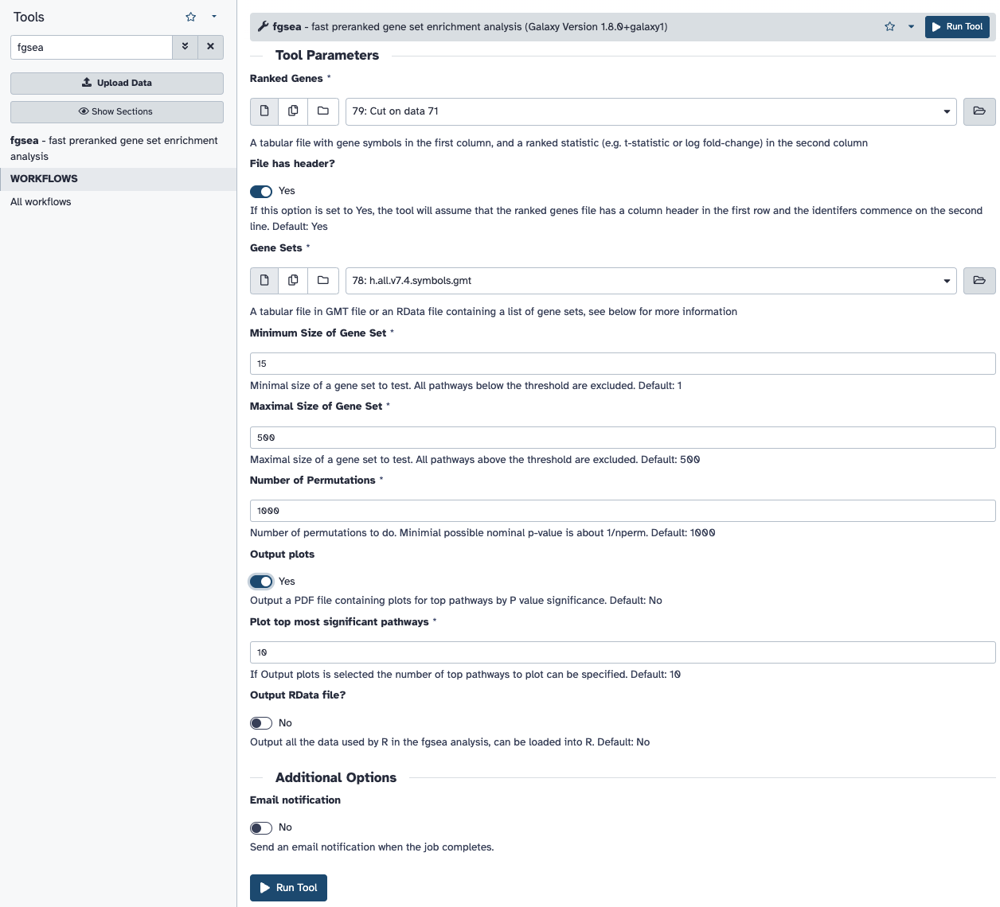 Tools
fgsea
Upload Data
Show Sections
fgsea - fast preranked gene set enrichment
analysis
WORKFLOWS
All workflows
fgsea - fast preranked gene set enrichment analysis (Galaxy Version 1.8.0+galaxy1)
Run Tool
Tool Parameters
Ranked Genes *
79: Cut on data 71
A tabular file with gene symbols in the first column, and a ranked statistic (e.g. t-statistic or log fold-change) in the second column
File has header?
Yes
If this option is set to Yes, the tool will assume that the ranked genes file has a column header in the first row and the identifers commence on the second
line. Default: Yes
Gene Sets *
78: h.all.v7.4.symbols.gmt
A tabular file in GMT file or an RData file containing a list of gene sets, see below for more information
Minimum Size of Gene Set *
15
Minimal size of a gene set to test. All pathways below the threshold are excluded. Default: 1
Maximal Size of Gene Set *
500
Maximal size of a gene set to test. All pathways above the threshold are excluded. Default: 500
Number of Permutations *
1000
Number of permutations to do. Minimial possible nominal p-value is about 1/nperm. Default: 1000
Output plots
Yes
Output a PDF file containing plots for top pathways by P value significance. Default: No
Plot top most significant pathways *
10
If Output plots is selected the number of top pathways to plot can be specified. Default: 10
Output RData file?
No
Output all the data used by R in the fgsea analysis, can be loaded into R. Default: No
Additional Options
Email notification
No
Send an email notification when the job completes.
Run Tool